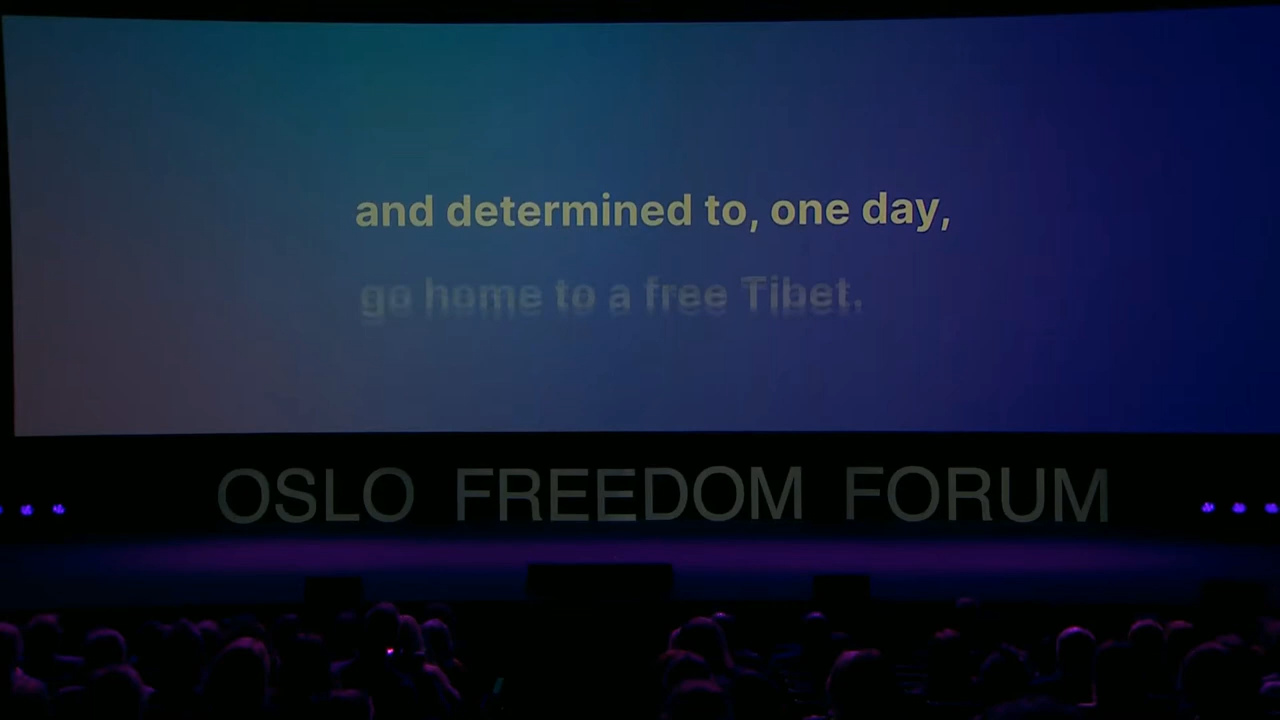 and determined to, one day,
go home to a free Tibet.
OSLO FREEDOM FORUM